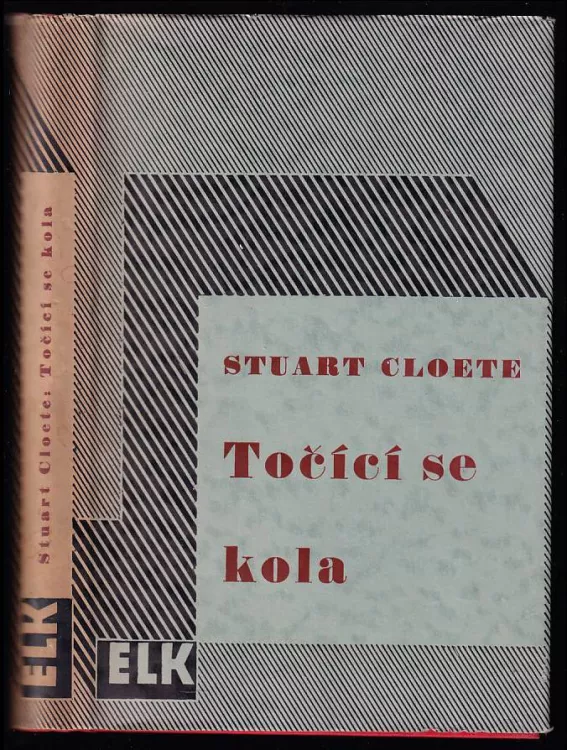 Stuart Cloete: Točící se kola
ELK
STUART CLOETE
Točící se
kola
ELK